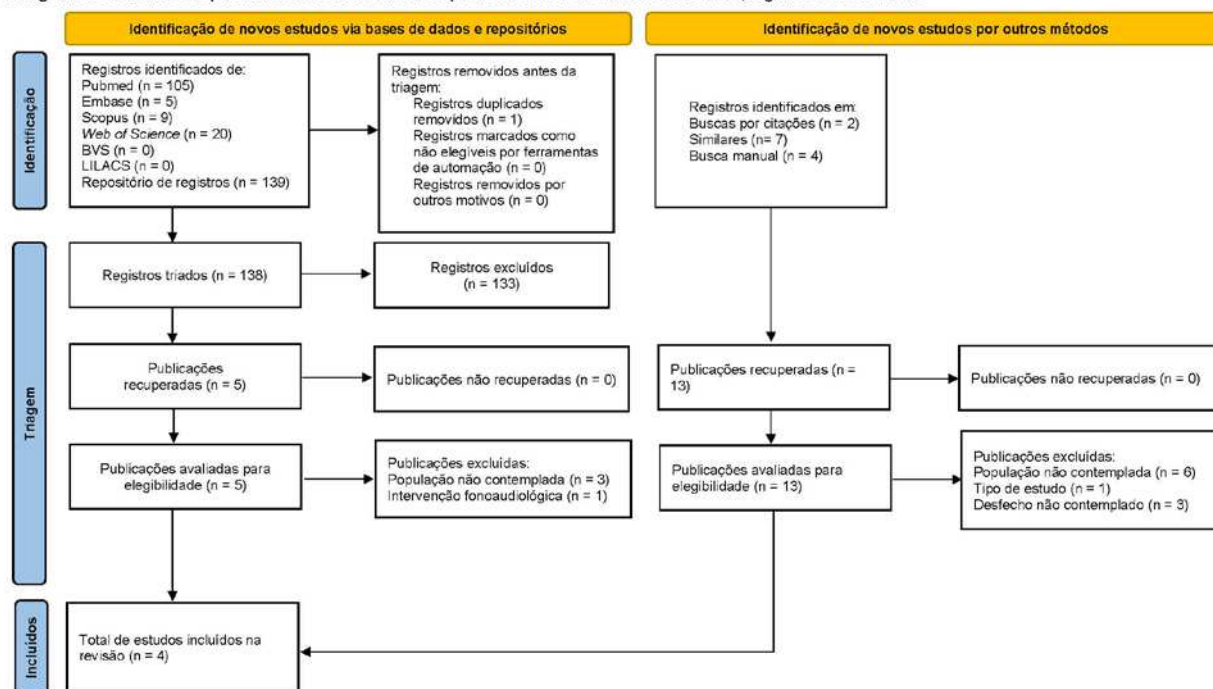 Identificação de novos estudos via bases de dados e repositórios
Identificação de novos estudos por outros métodos
Identificação
Registros identificados de:
Pubmed (n = 105)
Embase (n = 5)
Scopus (n = 9)
Web of Science (n = 20)
BVS (n = 0)
LILACS (n = 0)
Repositório de registros (n = 139)
Registros removidos antes da
triagem:
Registros duplicados
removidos (n = 1)
Registros marcados como
não elegíveis por ferramentas
de automação (n = 0)
Registros removidos por
outros motivos (n = 0)
Registros identificados em:
Buscas por citações (n = 2)
Similares (n= 7)
Busca manual (n = 4)
Triagem
Registros triados (n = 138)
Registros excluídos
(n = 133)
Publicações
recuperadas (n = 5)
Publicações não recuperadas (n = 0)
Publicações recuperadas (n =
13)
Publicações não recuperadas (n = 0)
Publicações avaliadas para
elegibilidade (n = 5)
Publicações excluídas:
População não contemplada (n = 3)
Intervenção fonoaudiológica (n = 1)
Publicações avaliadas para
elegibilidade (n = 13)
Publicações excluídas:
População não contemplada (n = 6)
Tipo de estudo (n = 1)
Desfecho não contemplado (n = 3)
Incluídos
Total de estudos incluídos na
revisão (n = 4)